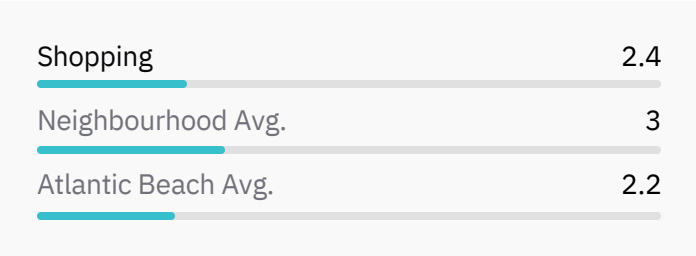 Shopping 2.4
Neighbourhood Avg. 3
Atlantic Beach Avg. 2.2